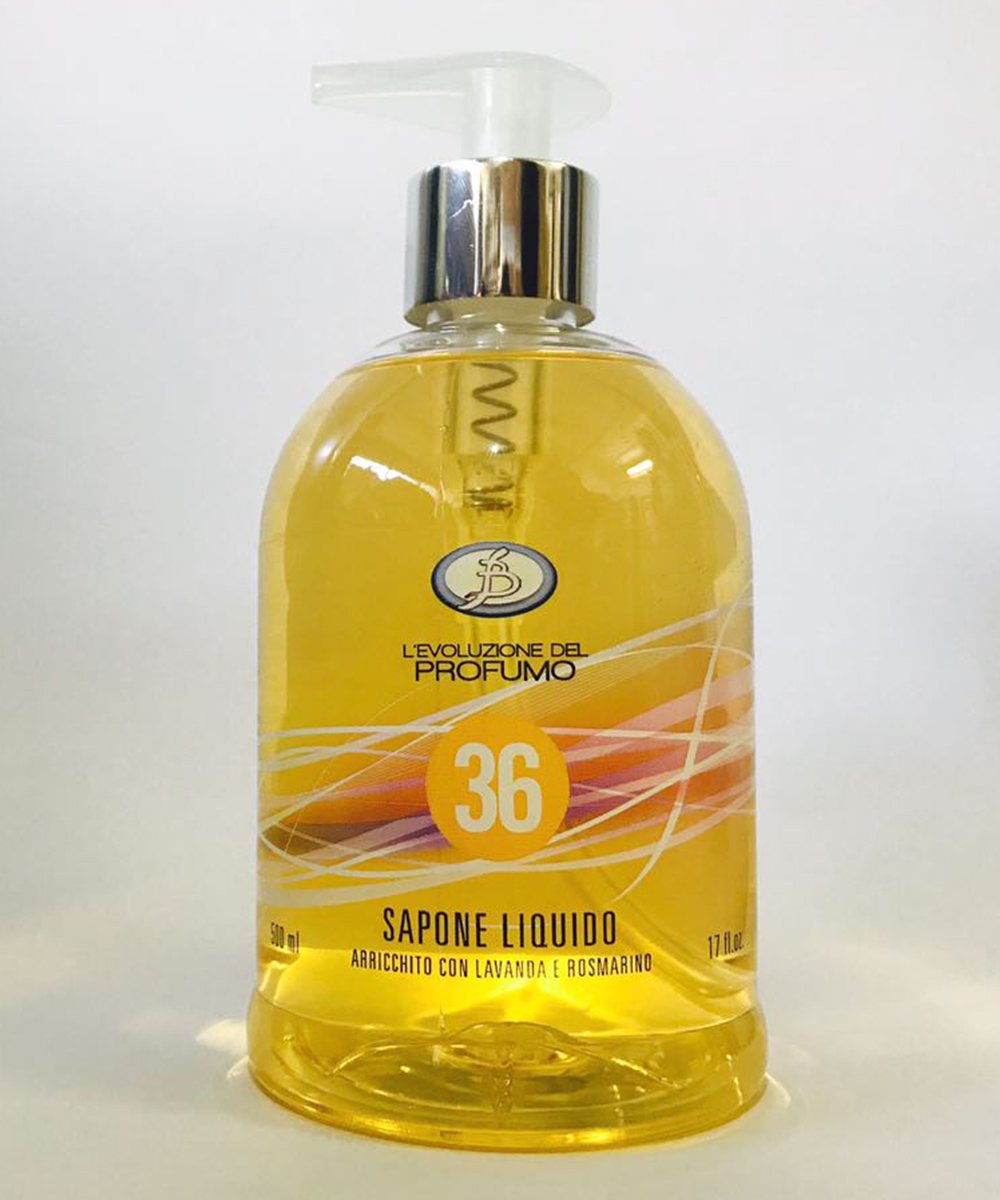 L'EVOLUZIONE DEL
PROFUMO
36
SAPONE LIQUIDO
ARRICCHITO CON LAVANDA E ROSMARINO
500 ml
17 fl.oz.